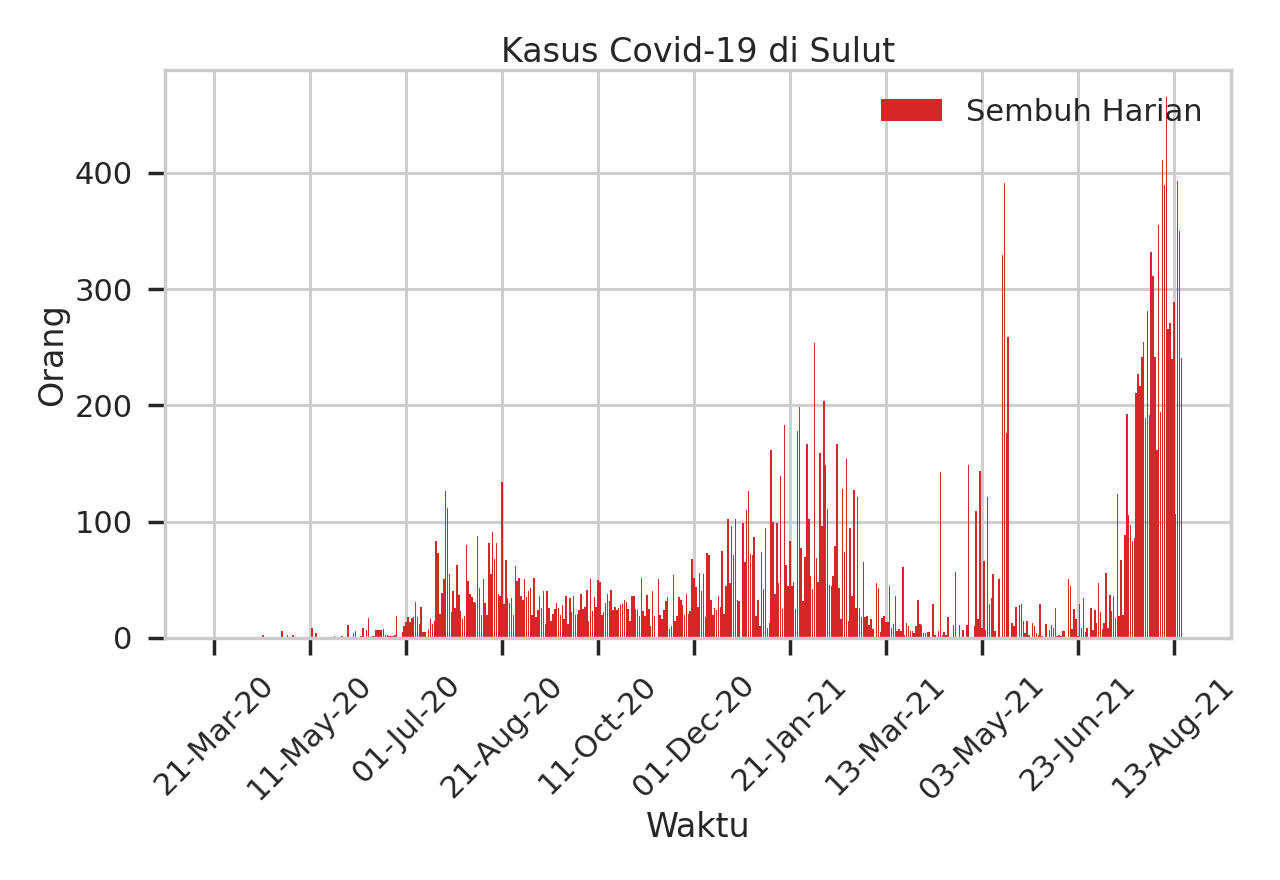 Kasus Covid-19 di Sulut
Sembuh Harian
Orang
400
300
200
100
0
21-Mar-20
11-May-20
01-Jul-20
21-Aug-20
11-Oct-20
01-Dec-20
21-Jan-21
13-Mar-21
03-May-21
23-Jun-21
13-Aug-21
Waktu